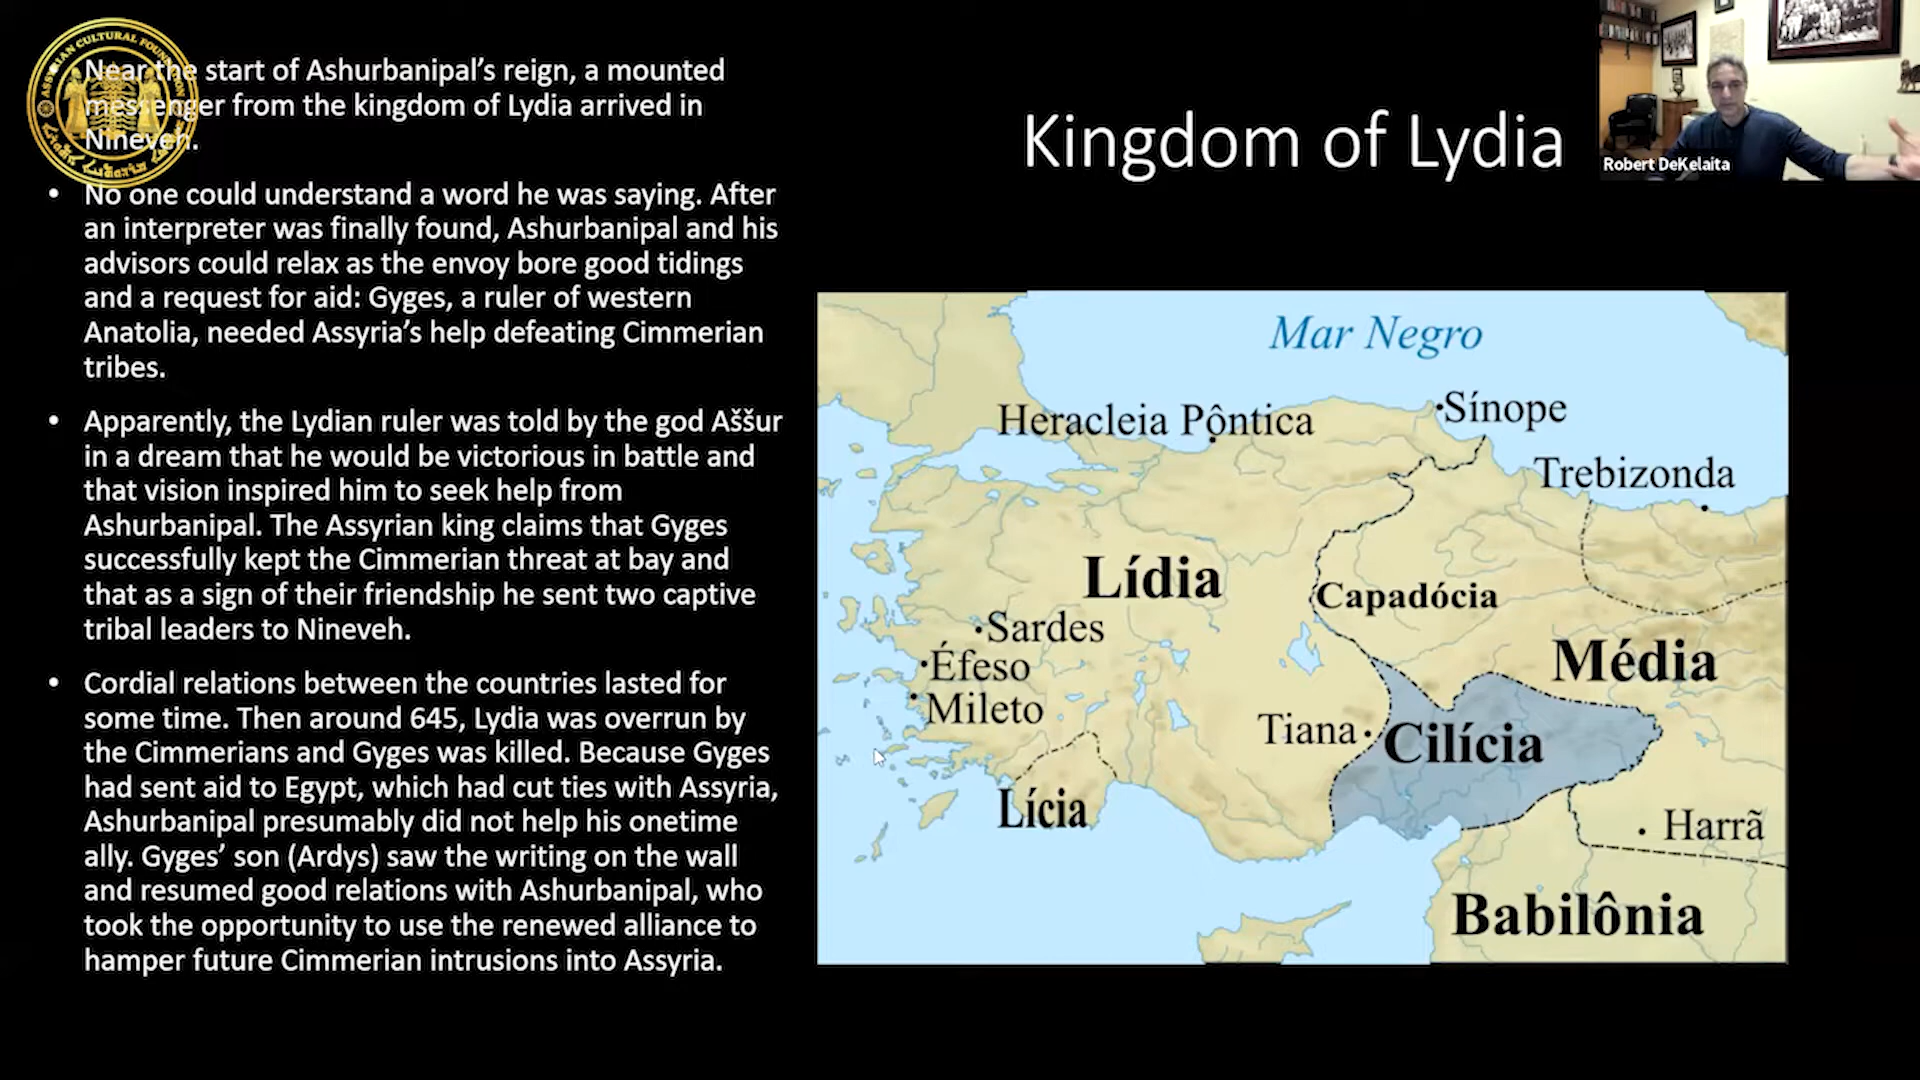 Near the start of Ashurbanipal’s reign, a mounted
messenger from the kingdom of Lydia arrived in
Nineveh.
• No one could understand a word he was saying. After
an interpreter was finally found, Ashurbanipal and his
advisors could relax as the envoy bore good tidings
and a request for aid: Gyges, a ruler of western
Anatolia, needed Assyria’s help defeating Cimmerian
tribes.
• Apparently, the Lydian ruler was told by the god Aššur
in a dream that he would be victorious in battle and
that vision inspired him to seek help from
Ashurbanipal. The Assyrian king claims that Gyges
successfully kept the Cimmerian threat at bay and
that as a sign of their friendship he sent two captive
tribal leaders to Nineveh.
• Cordial relations between the countries lasted for
some time. Then around 645, Lydia was overrun by
the Cimmerians and Gyges was killed. Because Gyges
had sent aid to Egypt, which had cut ties with Assyria,
Ashurbanipal presumably did not help his onetime
ally. Gyges’ son (Ardys) saw the writing on the wall
and resumed good relations with Ashurbanipal, who
took the opportunity to use the renewed alliance to
hamper future Cimmerian intrusions into Assyria.
ASSYRIAN CULTURAL FOUNDATION
Kingdom of Lydia
Robert DeKelaita
Mar Negro
Heracleia Pôntica
Sínope
Trebizonda
Lídia
Capadócia
Sardes
Éfeso
Média
Mileto
Tiana
Cilícia
Lícia
Harrã
Babilônia